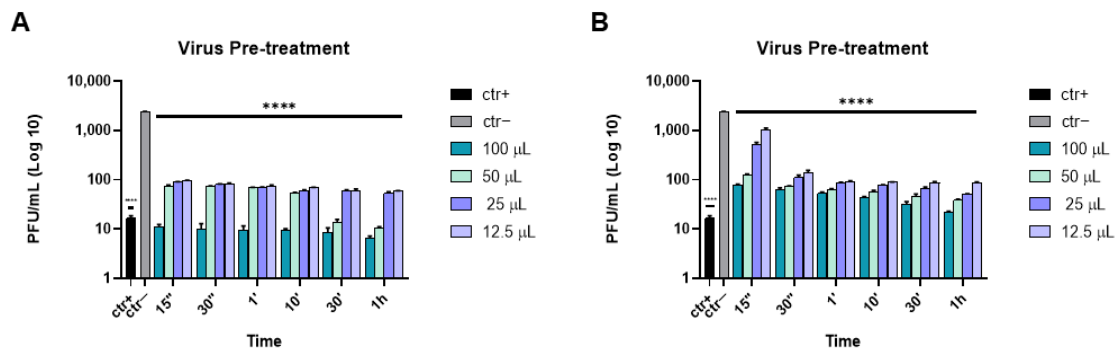 A
Virus Pre-treatment
PFU/mL (Log 10)
10,000
1,000
100
10
1
****
****
ctr+
ctr–
15"
30"
1'
10'
30'
1h
Time
ctr+
ctr–
100 µL
50 µL
25 µL
12.5 µL
B
Virus Pre-treatment
PFU/mL (Log 10)
10,000
1,000
100
10
1
****
****
ctr+
ctr–
15"
30"
1'
10'
30'
1h
Time
ctr+
ctr–
100 µL
50 µL
25 µL
12.5 µL